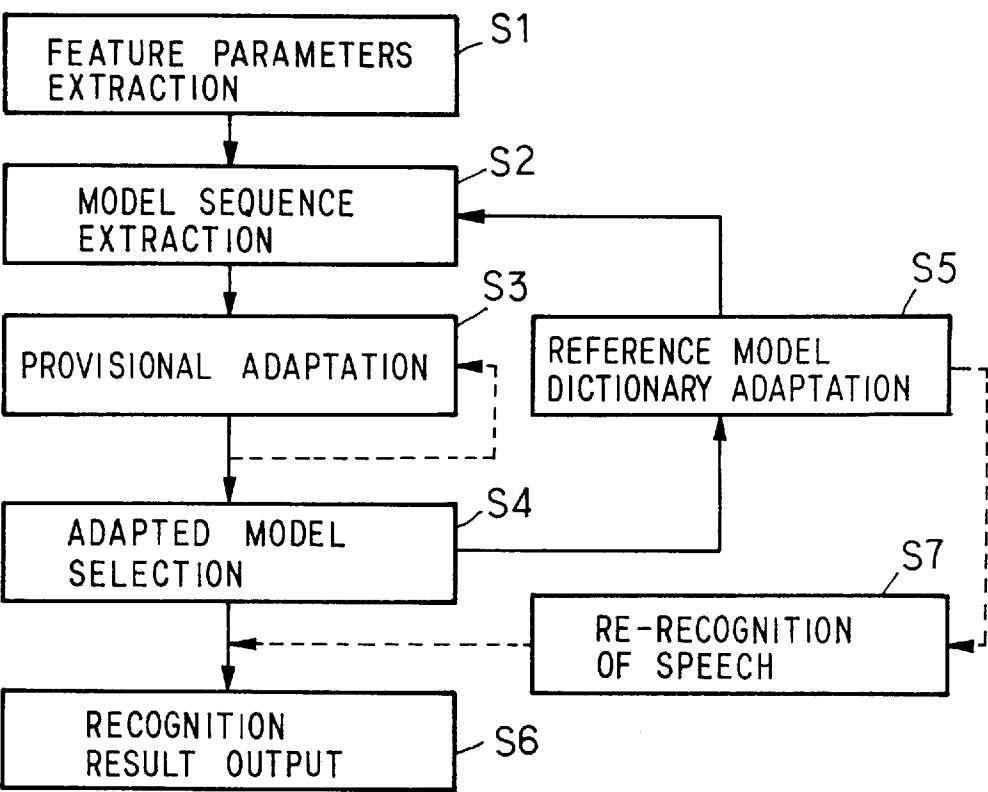 S1
FEATURE PARAMETERS
EXTRACTION
S2
MODEL SEQUENCE
EXTRACTION
S3
PROVISIONAL ADAPTATION
S5
REFERENCE MODEL
DICTIONARY ADAPTATION
S4
ADAPTED MODEL
SELECTION
S7
RE-RECOGNITION
OF SPEECH
S6
RECOGNITION
RESULT OUTPUT